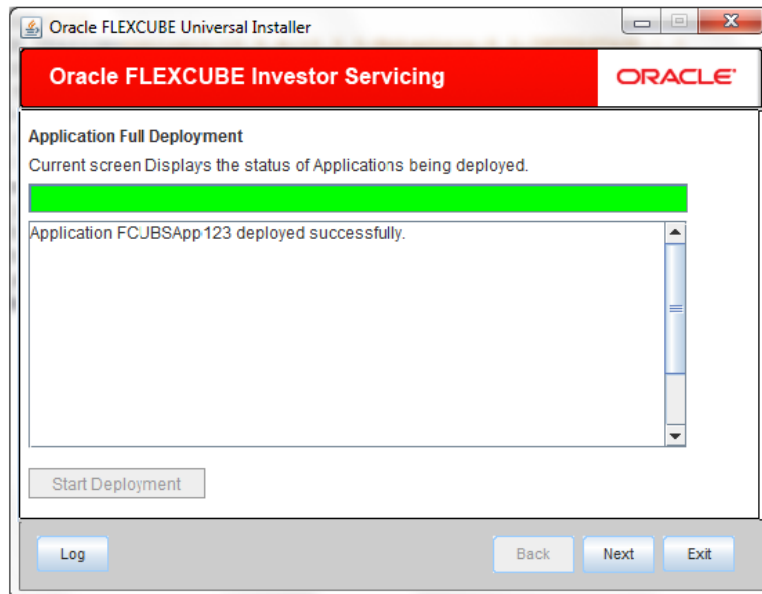 Oracle FLEXCUBE Universal Installer
Oracle FLEXCUBE Investor Servicing
ORACLE
Application Full Deployment
Current screen Displays the status of Applications being deployed.
Application FCUBSApp123 deployed successfully.
Start Deployment
Log
Back
Next
Exit